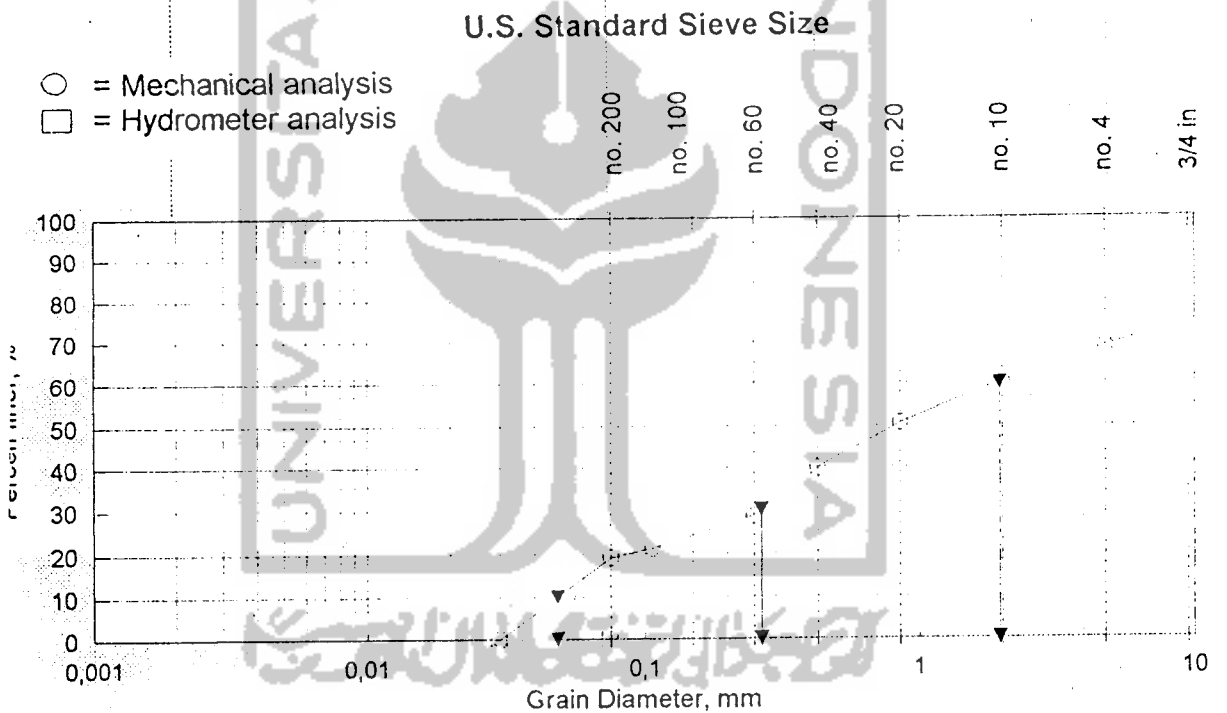 U.S. Standard Sieve Size
○ = Mechanical analysis
□ = Hydrometer analysis
no. 200
no. 100
no. 60
no. 40
no. 20
no. 10
no. 4
3/4 in
100
90
80
70
60
50
40
30
20
10
0
0,001
0,01
0,1
1
10
Grain Diameter, mm
UNIVERSITAS
INDONESIA